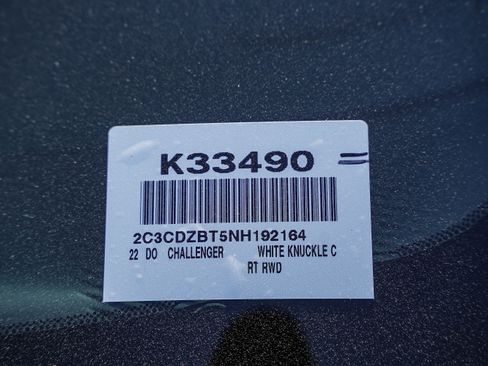 K33490 =
2C3CDZBT5NH192164
22 DO CHALLENGER WHITE KNUCKLE C
RT RWD